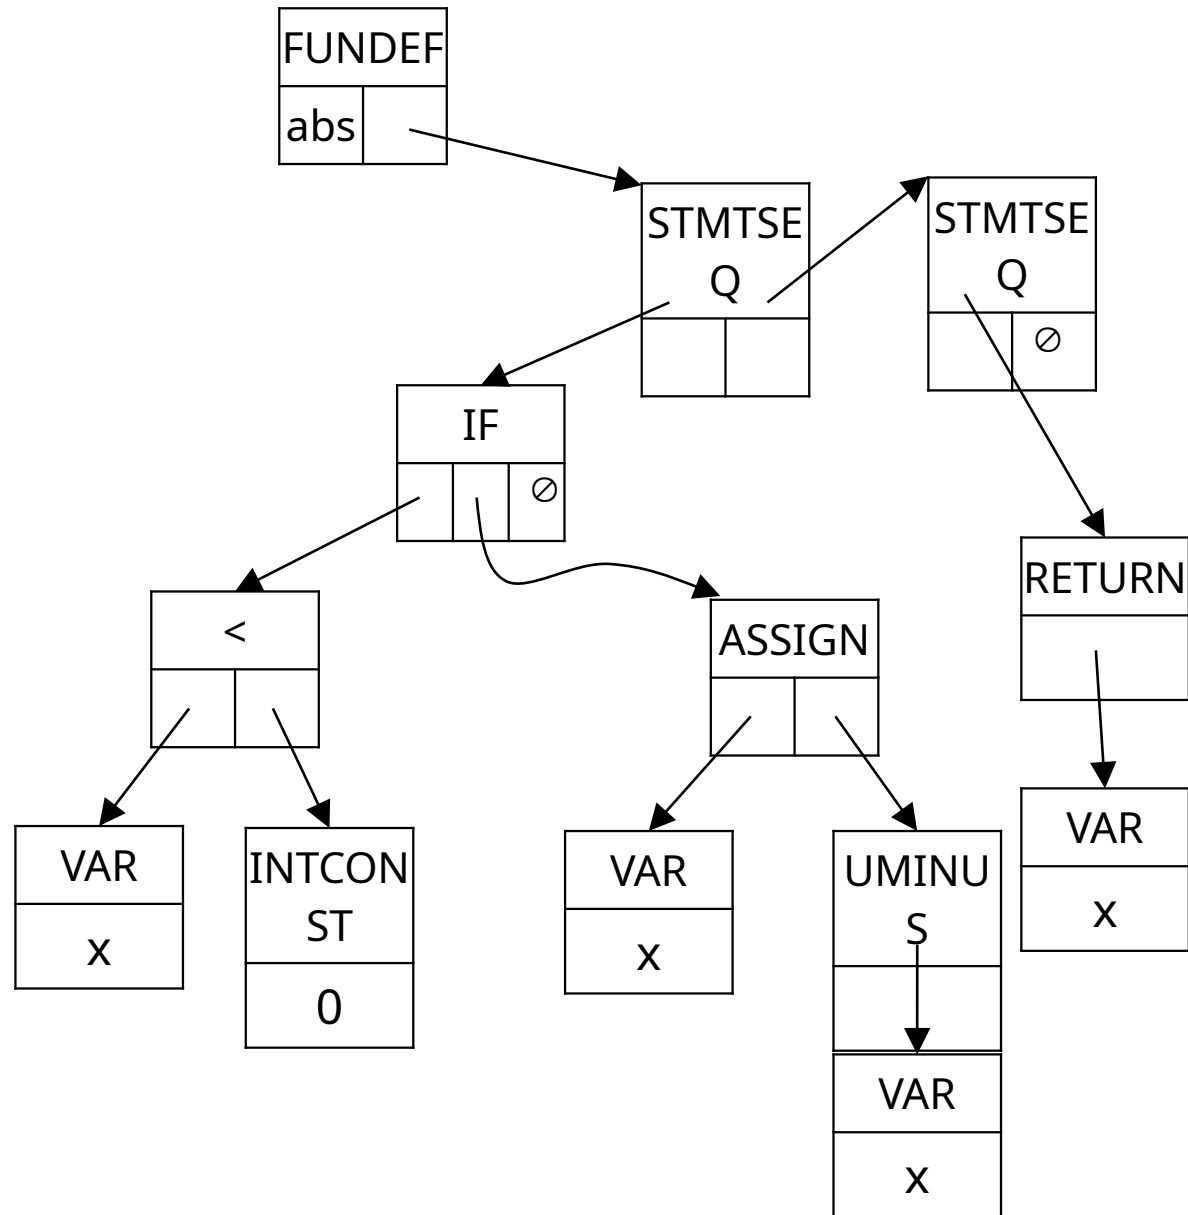 FUNDEF
abs
STMTSE
Q
STMTSE
Q
∅
IF
∅
<
ASSIGN
RETURN
VAR
x
INTCON
ST
0
VAR
x
UMINU
S
VAR
x
VAR
x